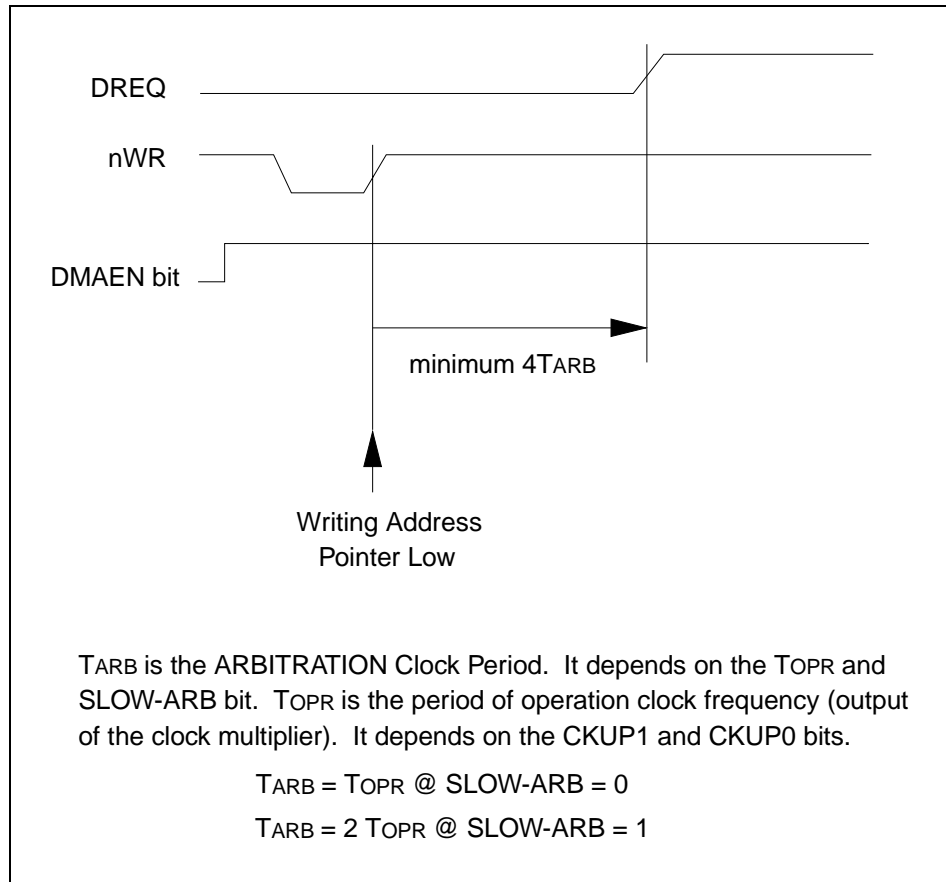 DREQ
nWR
DMAEN bit
minimum 4TARB
Writing Address
Pointer Low
TARB is the ARBITRATION Clock Period.  It depends on the TOPR and
SLOW-ARB bit.  TOPR is the period of operation clock frequency (output
of the clock multiplier).  It depends on the CKUP1 and CKUP0 bits.
TARB = TOPR @ SLOW-ARB = 0
TARB = 2 TOPR @ SLOW-ARB = 1